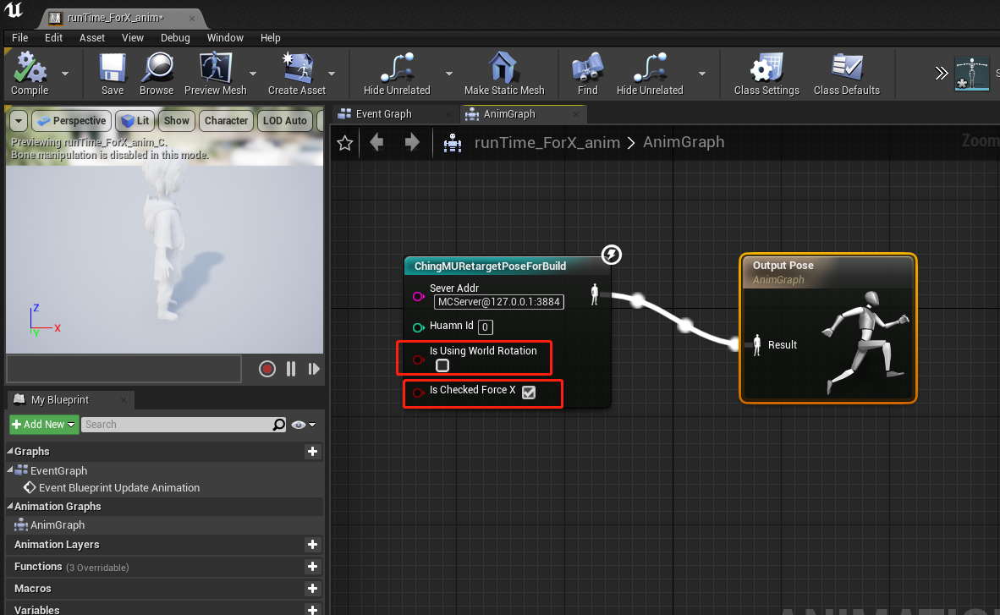 runTime_ForX_anim*
File Edit Asset View Debug Window Help
Compile Save Browse Preview Mesh Create Asset Hide Unrelated Make Static Mesh Find Hide Unrelated Class Settings Class Defaults S
Perspective Lit Show Character LOD Auto
Previewing runTime_ForX_anim_C.
Bone manipulation is disabled in this mode.
Z
X
Y
My Blueprint
Add New Search
Graphs
EventGraph
Event Blueprint Update Animation
Animation Graphs
AnimGraph
Animation Layers
Functions (3 Overridable)
Macros
Variables
Event Graph AnimGraph
runTime_ForX_anim > AnimGraph
Zoom
ChingMURetargetPoseForBuild
Sever Addr
MCServer@127.0.0.1:3884
Huamn Id 0
Is Using World Rotation
Is Checked Force X
Output Pose
AnimGraph
Result
ANIMATION